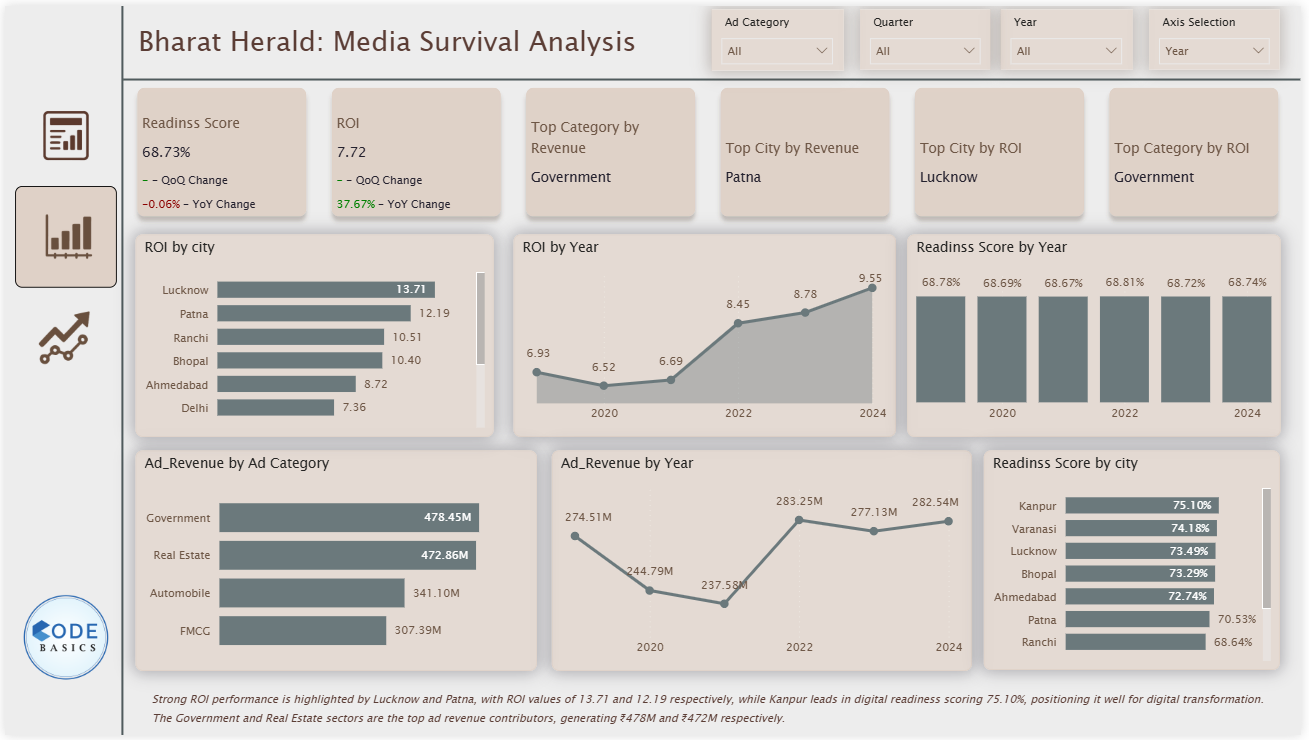 Bharat Herald: Media Survival Analysis
Ad Category
All
Quarter
All
Year
All
Axis Selection
Year
Readinss Score
68.73%
- - QoQ Change
-0.06% - YoY Change
ROI
7.72
- - QoQ Change
37.67% - YoY Change
Top Category by
Revenue
Government
Top City by Revenue
Patna
Top City by ROI
Lucknow
Top Category by ROI
Government
ROI by city
Lucknow 13.71
Patna 12.19
Ranchi 10.51
Bhopal 10.40
Ahmedabad 8.72
Delhi 7.36
ROI by Year
6.93
6.52
6.69
8.45
8.78
9.55
2020 2022 2024
Readinss Score by Year
68.78% 68.69% 68.67% 68.81% 68.72% 68.74%
2020 2022 2024
Ad_Revenue by Ad Category
Government 478.45M
Real Estate 472.86M
Automobile 341.10M
FMCG 307.39M
Ad_Revenue by Year
274.51M
244.79M
237.58M
283.25M
277.13M
282.54M
2020 2022 2024
Readinss Score by city
Kanpur 75.10%
Varanasi 74.18%
Lucknow 73.49%
Bhopal 73.29%
Ahmedabad 72.74%
Patna 70.53%
Ranchi 68.64%
CODE
BASICS
Strong ROI performance is highlighted by Lucknow and Patna, with ROI values of 13.71 and 12.19 respectively, while Kanpur leads in digital readiness scoring 75.10%, positioning it well for digital transformation.
The Government and Real Estate sectors are the top ad revenue contributors, generating ₹478M and ₹472M respectively.